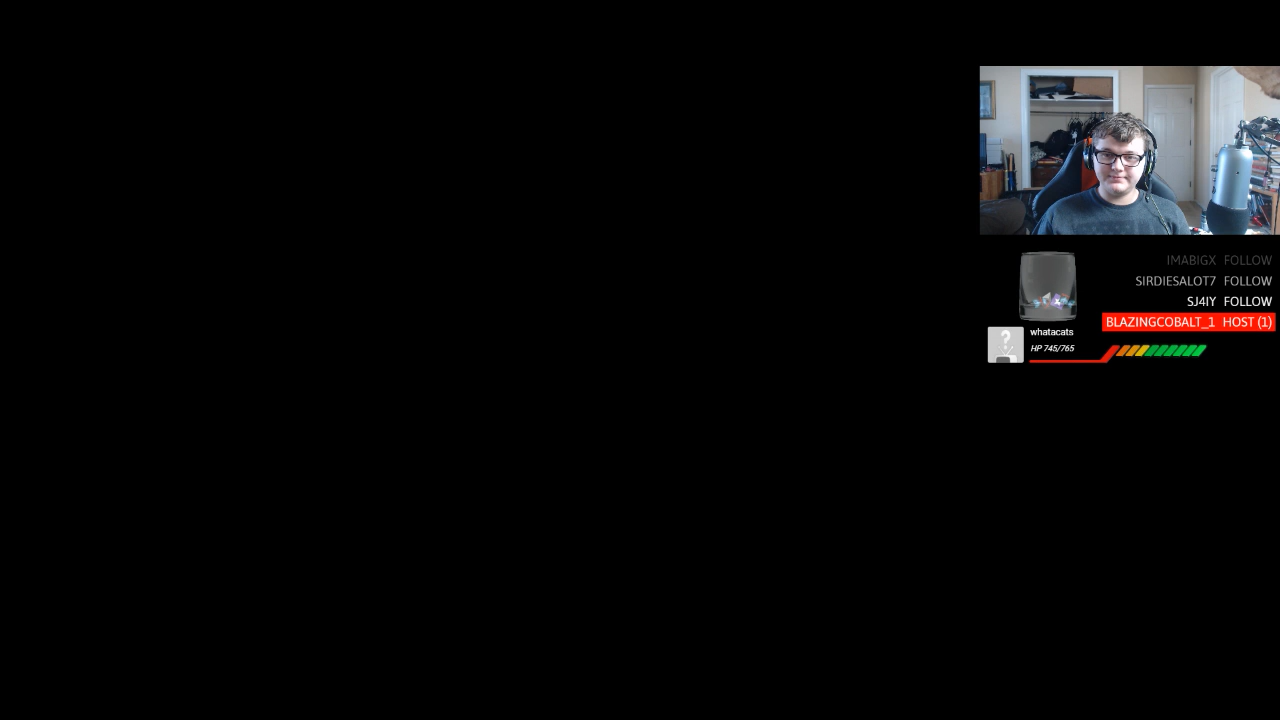 IMABIGX FOLLOW
SIRDIESALOT7 FOLLOW
SJ4IY FOLLOW
BLAZINGCOBALT_1 HOST (1)
whatacats
HP 745/765